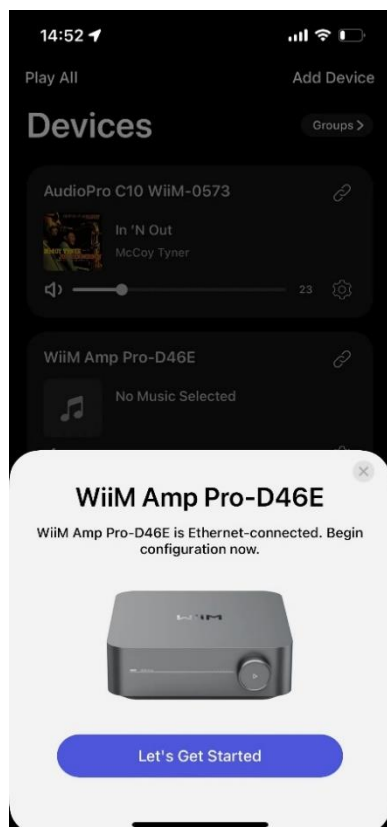 14:52
Play All
Add Device
Devices
Groups >
AudioPro C10 WiiM-0573
In 'N Out
McCoy Tyner
23
WiiM Amp Pro-D46E
No Music Selected
WiiM Amp Pro-D46E
WiiM Amp Pro-D46E is Ethernet-connected. Begin
configuration now.
WiiM
Let's Get Started